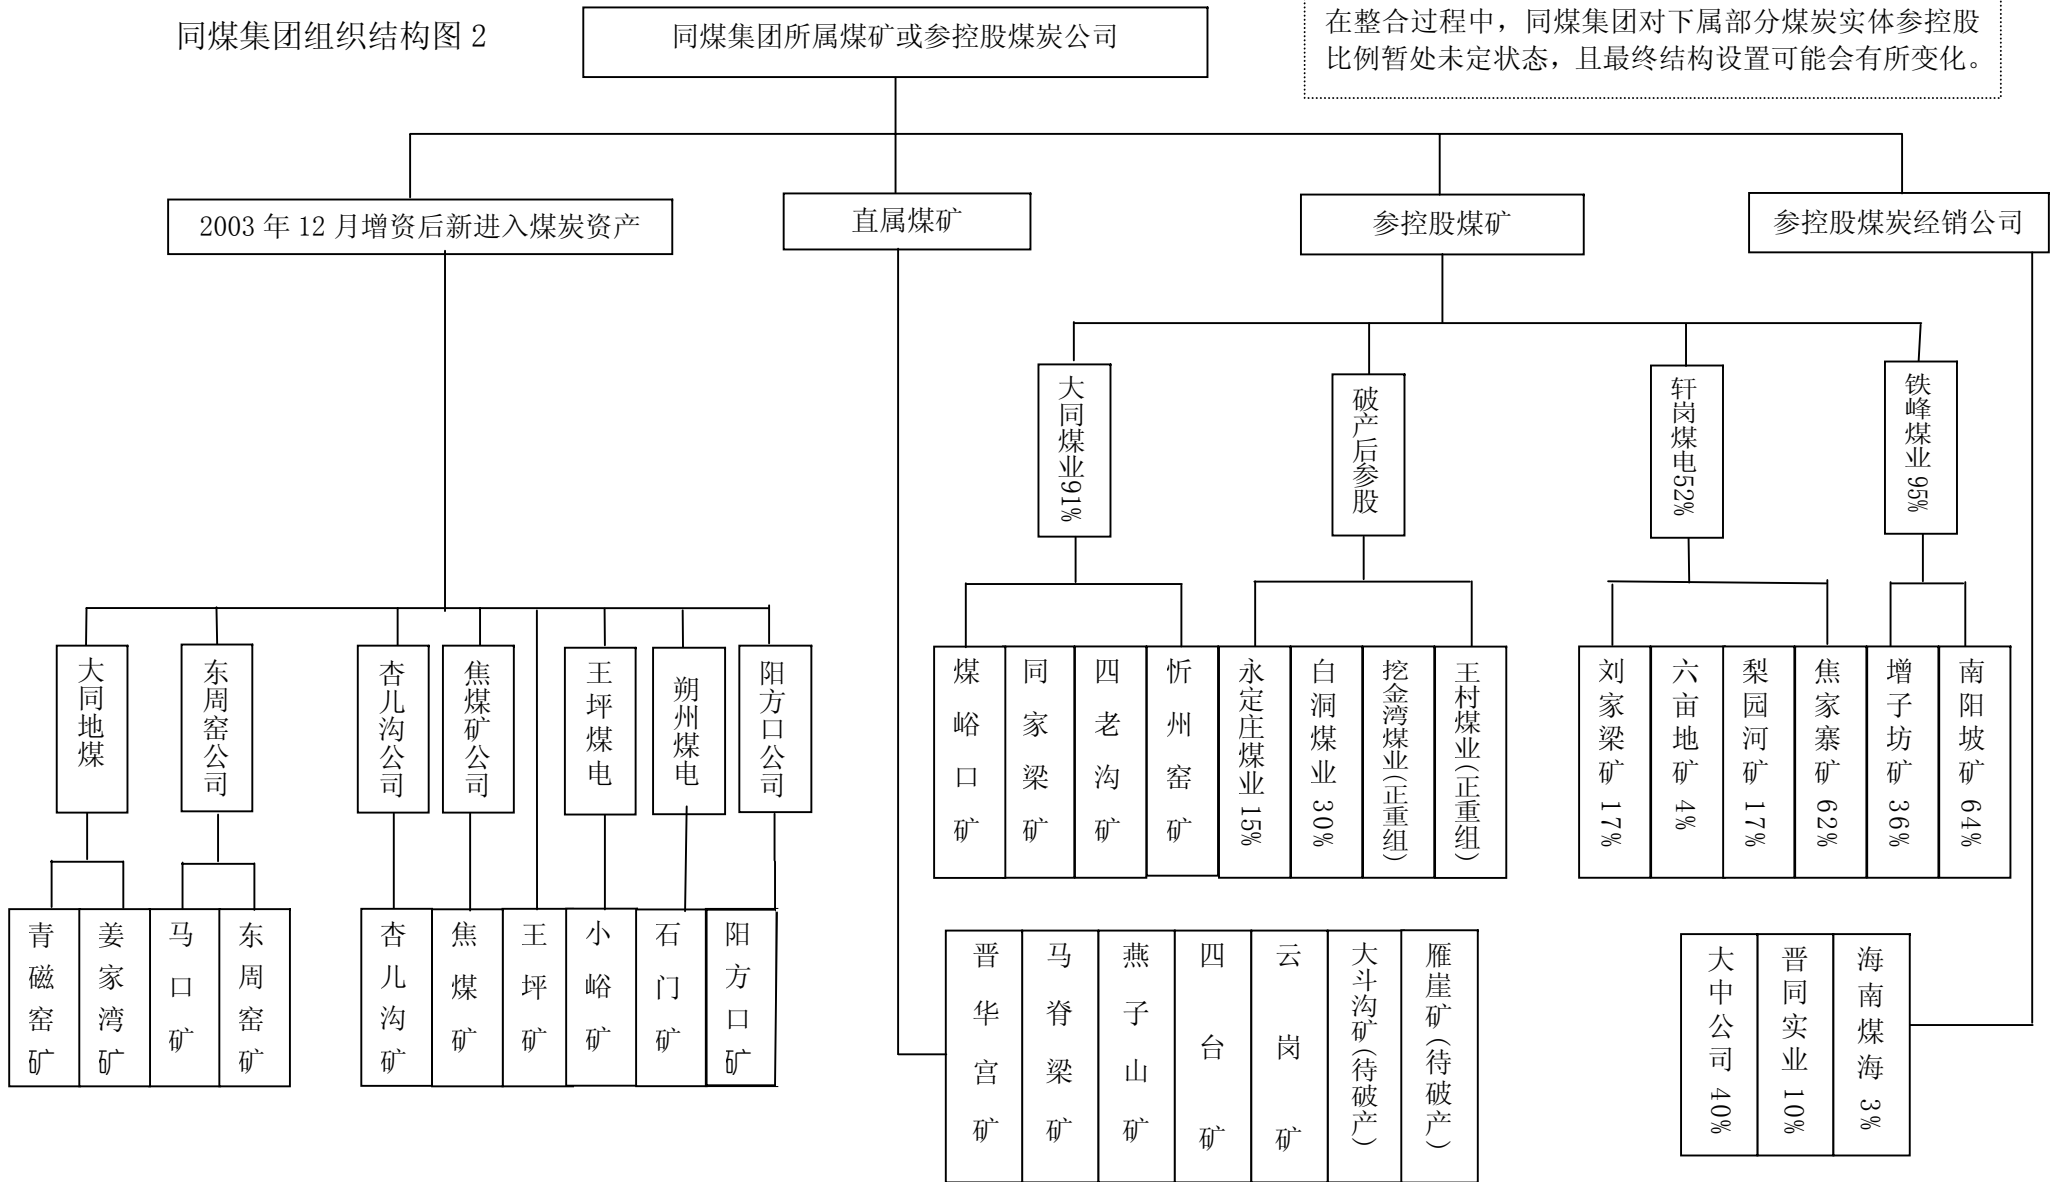 同煤集团组织结构图 2
同煤集团所属煤矿或参控股煤炭公司
在整合过程中，同煤集团对下属部分煤炭实体参控股
比例暂处未定状态，且最终结构设置可能会有所变化。
2003 年 12 月增资后新进入煤炭资产
直属煤矿
参控股煤矿
参控股煤炭经销公司
大同煤业91%
破产后参股
轩岗煤电52%
铁峰煤业 95%
大同地煤
东周窑公司
杏儿沟公司
焦煤矿公司
王坪煤电
朔州煤电
阳方口公司
煤峪口矿
同家梁矿
四老沟矿
忻州窑矿
永定庄煤业 15%
白洞煤业 30%
挖金湾煤业(正重组)
王村煤业(正重组)
刘家梁矿 17%
六亩地矿 4%
梨园河矿 17%
焦家寨矿 62%
增子坊矿 36%
南阳坡矿 64%
青磁窑矿
姜家湾矿
马口矿
东周窑矿
杏儿沟矿
焦煤矿
王坪矿
小峪矿
石门矿
阳方口矿
晋华宫矿
马脊梁矿
燕子山矿
四台矿
云岗矿
大斗沟矿(待破产)
雁崖矿(待破产)
大中公司 40%
晋同实业 10%
海南煤海 3%